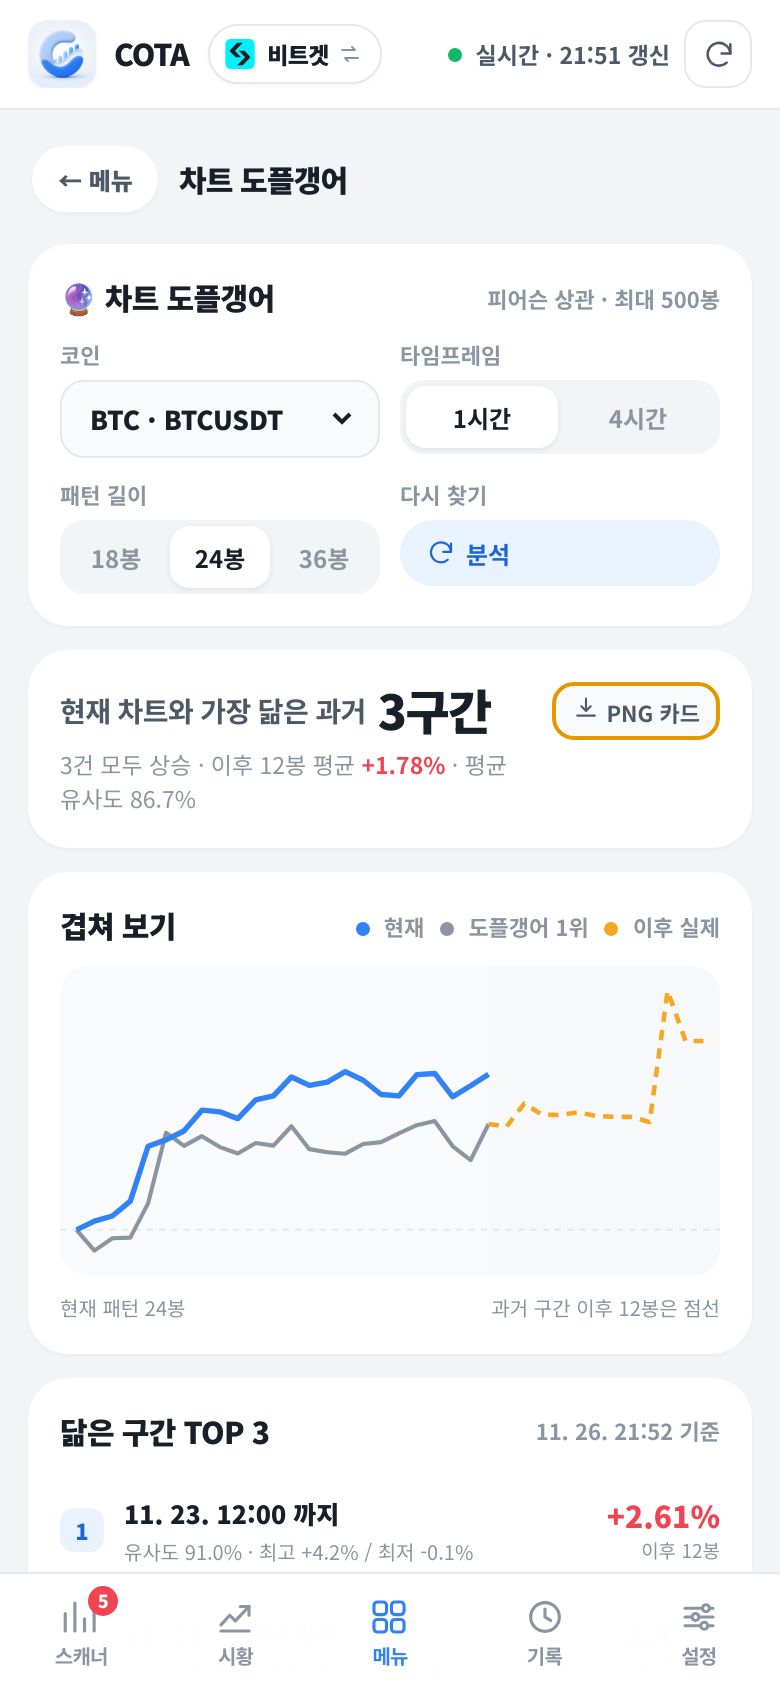 COTA 비트겟 실시간 · 21:51 갱신
← 메뉴 차트 도플갱어
차트 도플갱어 피어슨 상관 · 최대 500봉
코인 타임프레임
BTC · BTCUSDT 1시간 4시간
패턴 길이 다시 찾기
18봉 24봉 36봉 분석
현재 차트와 가장 닮은 과거 3구간 PNG 카드
3건 모두 상승 · 이후 12봉 평균 +1.78% · 평균
유사도 86.7%
겹쳐 보기 현재 도플갱어 1위 이후 실제
현재 패턴 24봉 과거 구간 이후 12봉은 점선
닮은 구간 TOP 3 11. 26. 21:52 기준
1 11. 23. 12:00 까지 +2.61%
유사도 91.0% · 최고 +4.2% / 최저 -0.1% 이후 12봉
5
스캐너 시황 메뉴 기록 설정